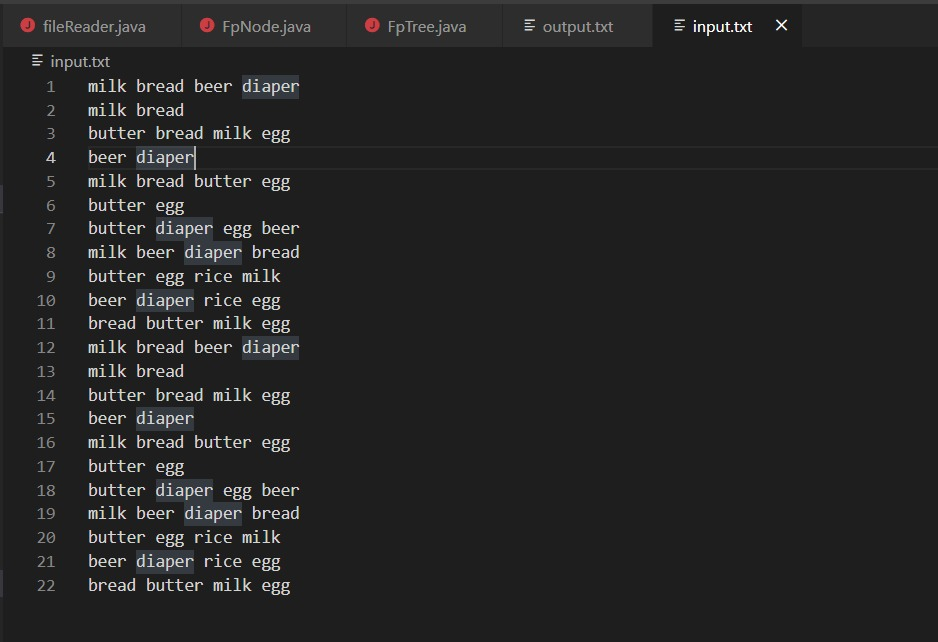 fileReader.java FpNode.java FpTree.java output.txt input.txt
input.txt
1 milk bread beer diaper
2 milk bread
3 butter bread milk egg
4 beer diaper
5 milk bread butter egg
6 butter egg
7 butter diaper egg beer
8 milk beer diaper bread
9 butter egg rice milk
10 beer diaper rice egg
11 bread butter milk egg
12 milk bread beer diaper
13 milk bread
14 butter bread milk egg
15 beer diaper
16 milk bread butter egg
17 butter egg
18 butter diaper egg beer
19 milk beer diaper bread
20 butter egg rice milk
21 beer diaper rice egg
22 bread butter milk egg